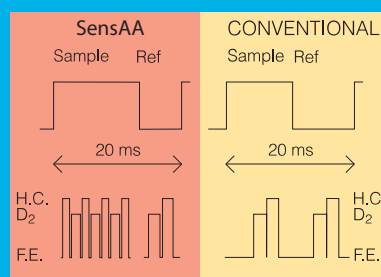 SensAA
Sample Ref
20 ms
H.C.
D2
F.E.
CONVENTIONAL
Sample Ref
20 ms
H.C
D2
F.E.